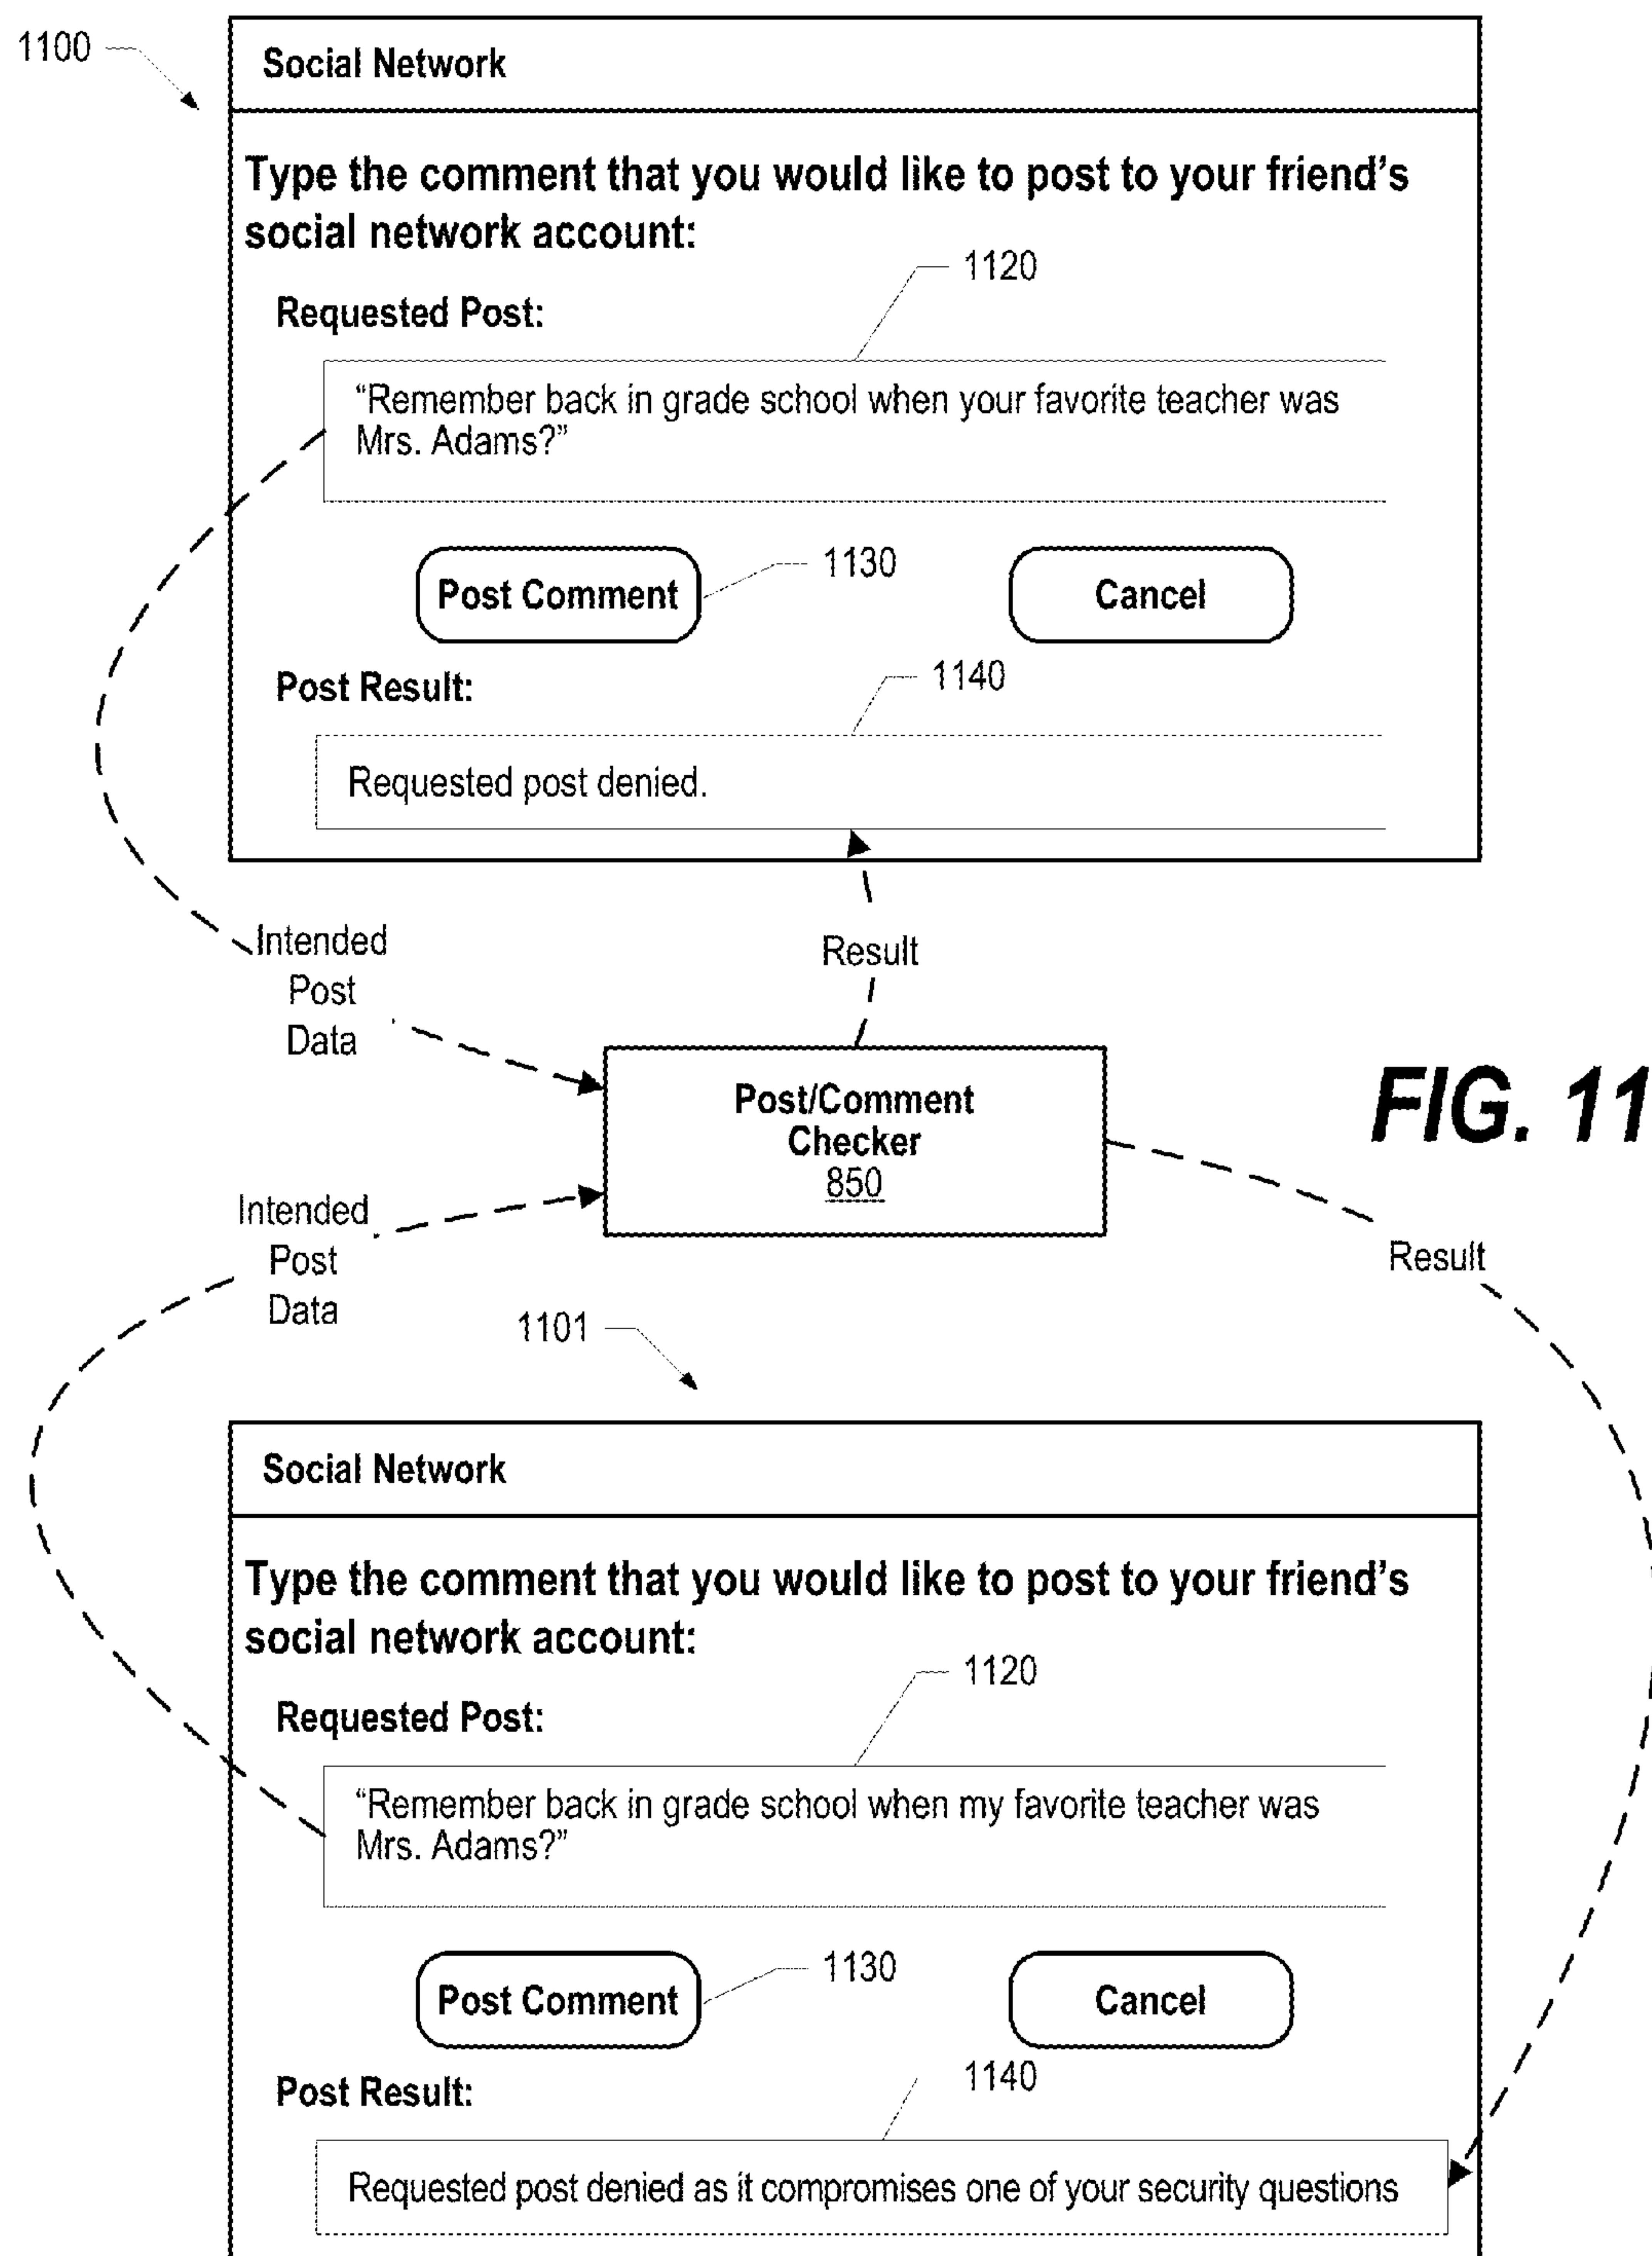 1100
Social Network
Type the comment that you would like to post to your friend's
social network account:
1120
Requested Post:
“Remember back in grade school when your favorite teacher was
Mrs. Adams?”
1130
Post Comment
Cancel
1140
Post Result:
Requested post denied.
Intended
Post
Data
Result
Post/Comment
Checker
850
FIG. 11
Intended
Post
Data
Result
1101
Social Network
Type the comment that you would like to post to your friend's
social network account:
1120
Requested Post:
“Remember back in grade school when my favorite teacher was
Mrs. Adams?”
1130
Post Comment
Cancel
1140
Post Result:
Requested post denied as it compromises one of your security questions